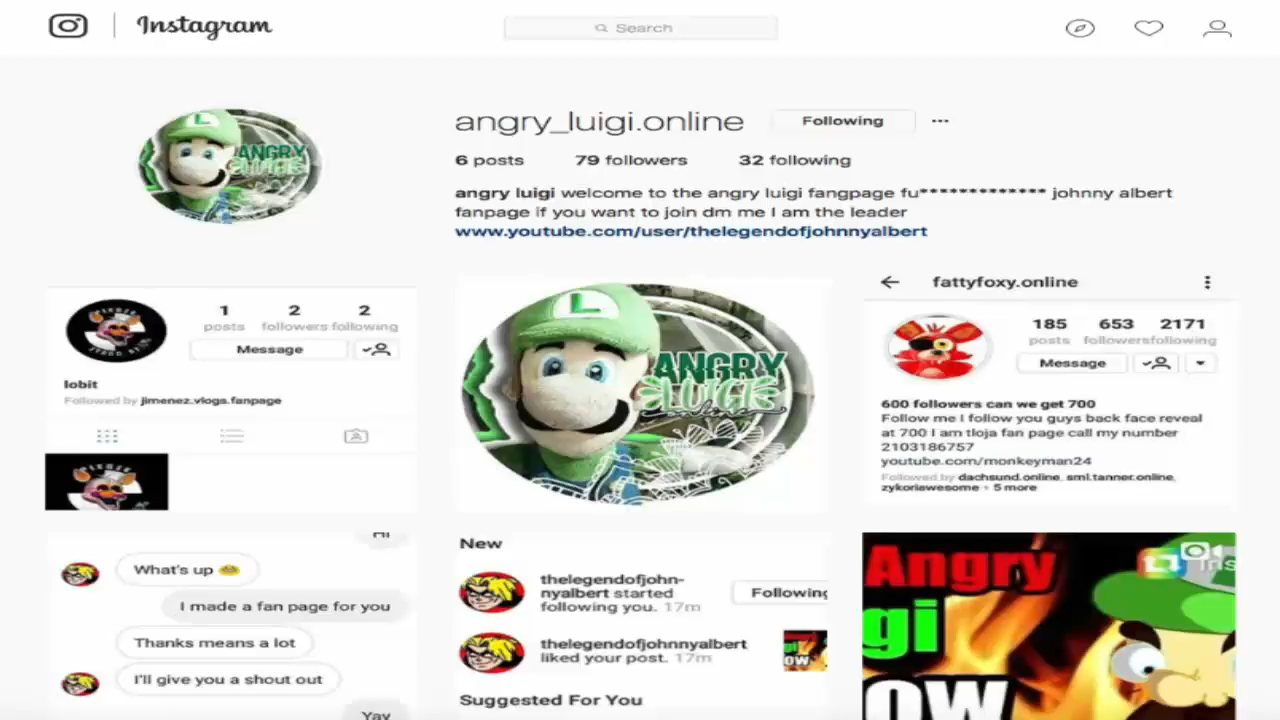 Instagram
Search
angry_luigi.online
Following
6 posts 79 followers 32 following
angry luigi welcome to the angry luigi fangpage fu************* johnny albert
fanpage if you want to join dm me I am the leader
www.youtube.com/user/thelegendofjohnnyalbert
ANGRY
LUIGI
1 2 2
posts followers following
Message
lobit
Followed by jimenez.vlogs.fanpage
L
ANGRY
LUIGI
online
fattyfoxy.online
185 653 2171
posts followers following
Message
600 followers can we get 700
Follow me I follow you guys back face reveal
at 700 I am tloja fan page call my number
2103186757
youtube.com/monkeyman24
Followed by dachsund.online, sml.tanner.online,
zykoriawesome + 5 more
Hi
What's up
I made a fan page for you
Thanks means a lot
I'll give you a shout out
Yay
New
thelegendofjohn-
nyalbert started
following you. 17m
Following
thelegendofjohnnyalbert
liked your post. 17m
Suggested For You
Angry
gi
OW